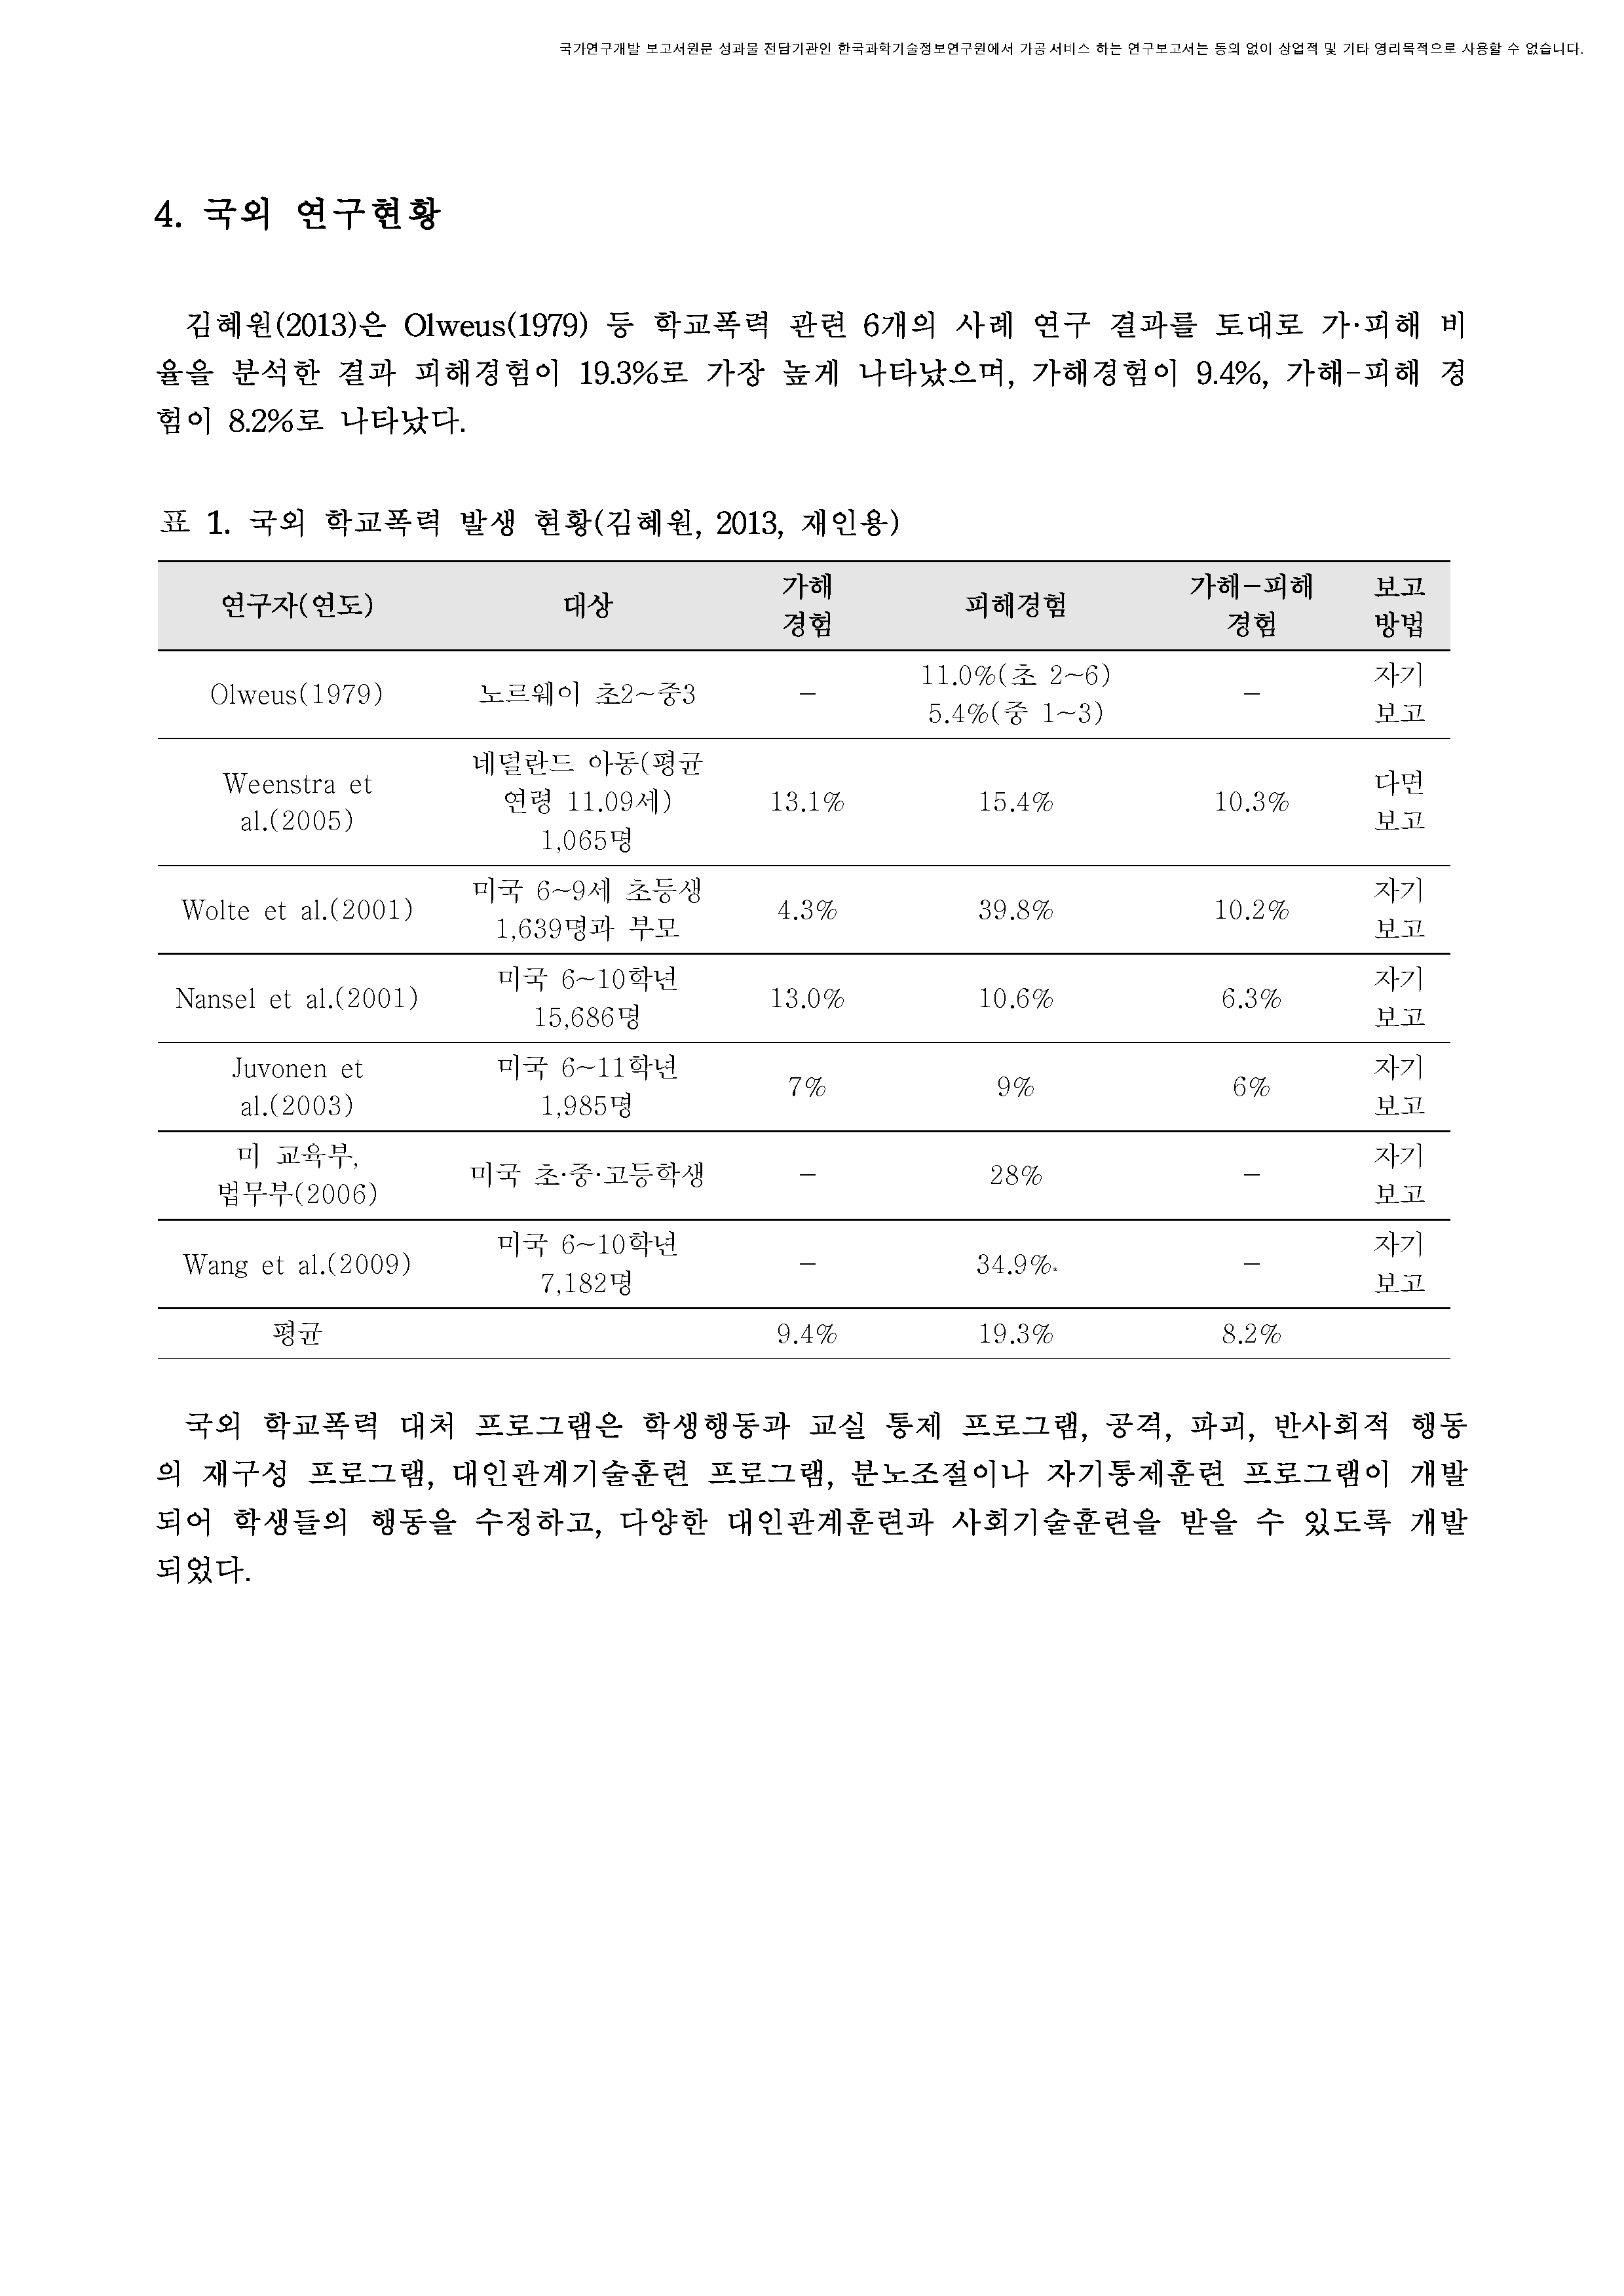 국가연구개발 보고서원문 성과물 전담기관인 한국과학기술정보연구원에서 가공·서비스 하는 연구보고서는 동의 없이 상업적 및 기타 영리목적으로 사용할 수 없습니다.
4. 국외 연구현황
김혜원(2013)은 Olweus(1979) 등 학교폭력 관련 6개의 사례 연구 결과를 토대로 가·피해 비
율을 분석한 결과 피해경험이 19.3%로 가장 높게 나타났으며, 가해경험이 9.4%, 가해-피해 경
험이 8.2%로 나타났다.
표 1. 국외 학교폭력 발생 현황(김혜원, 2013, 재인용)
연구자(연도) 대상 가해 경험 피해경험 가해-피해 경험 보고 방법
Olweus(1979) 노르웨이 초2~중3 - 11.0%(초 2~6) 5.4%(중 1~3) - 자기 보고
Weenstra et al.(2005) 네덜란드 아동(평균 연령 11.09세) 1,065명 13.1% 15.4% 10.3% 다면 보고
Wolte et al.(2001) 미국 6~9세 초등생 1,639명과 부모 4.3% 39.8% 10.2% 자기 보고
Nansel et al.(2001) 미국 6~10학년 15,686명 13.0% 10.6% 6.3% 자기 보고
Juvonen et al.(2003) 미국 6~11학년 1,985명 7% 9% 6% 자기 보고
미 교육부, 법무부(2006) 미국 초·중·고등학생 - 28% - 자기 보고
Wang et al.(2009) 미국 6~10학년 7,182명 - 34.9%* - 자기 보고
평균 9.4% 19.3% 8.2%
국외 학교폭력 대처 프로그램은 학생행동과 교실 통제 프로그램, 공격, 파괴, 반사회적 행동
의 재구성 프로그램, 대인관계기술훈련 프로그램, 분노조절이나 자기통제훈련 프로그램이 개발
되어 학생들의 행동을 수정하고, 다양한 대인관계훈련과 사회기술훈련을 받을 수 있도록 개발
되었다.